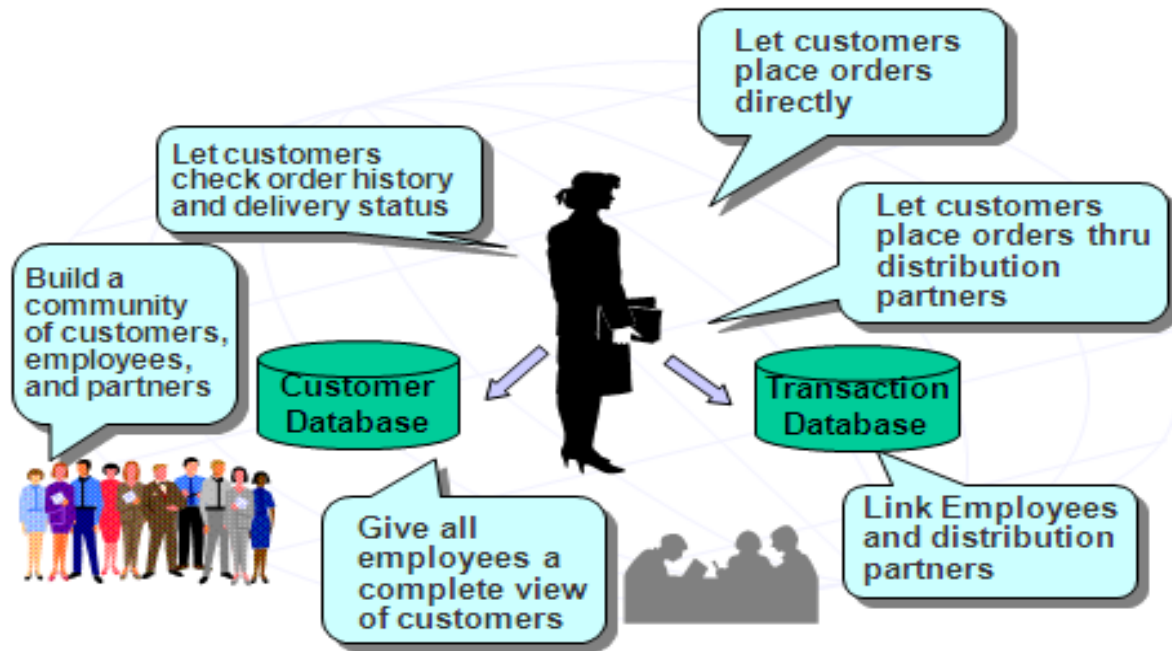 Let customers
place orders
directly
Let customers
check order history
and delivery status
Let customers
place orders thru
distribution
partners
Build a
community
of customers,
employees,
and partners
Customer
Database
Transaction
Database
Give all
employees a
complete view
of customers
Link Employees
and distribution
partners